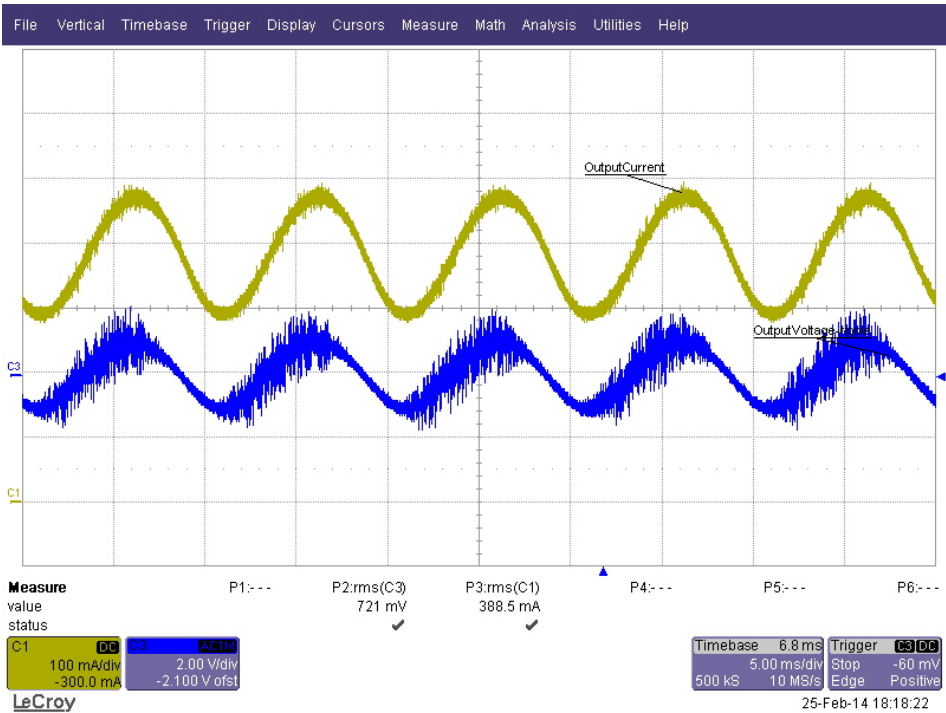 File Vertical Timebase Trigger Display Cursors Measure Math Analysis Utilities Help
OutputCurrent
C3
C1
Measure P1:- - - P2:rms(C3) P3:rms(C1) P4:- - - P5:- - - P6:- - -
value 721 mV 388.5 mA
status
C1 DC
100 mA/div
-300.0 mA
C3 AC1M
2.00 V/div
-2.100 V ofst
Timebase 6.8 ms
5.00 ms/div
500 kS 10 MS/s
Trigger C3 DC
Stop -60 mV
Edge Positive
LeCroy
25-Feb-14 18:18:22